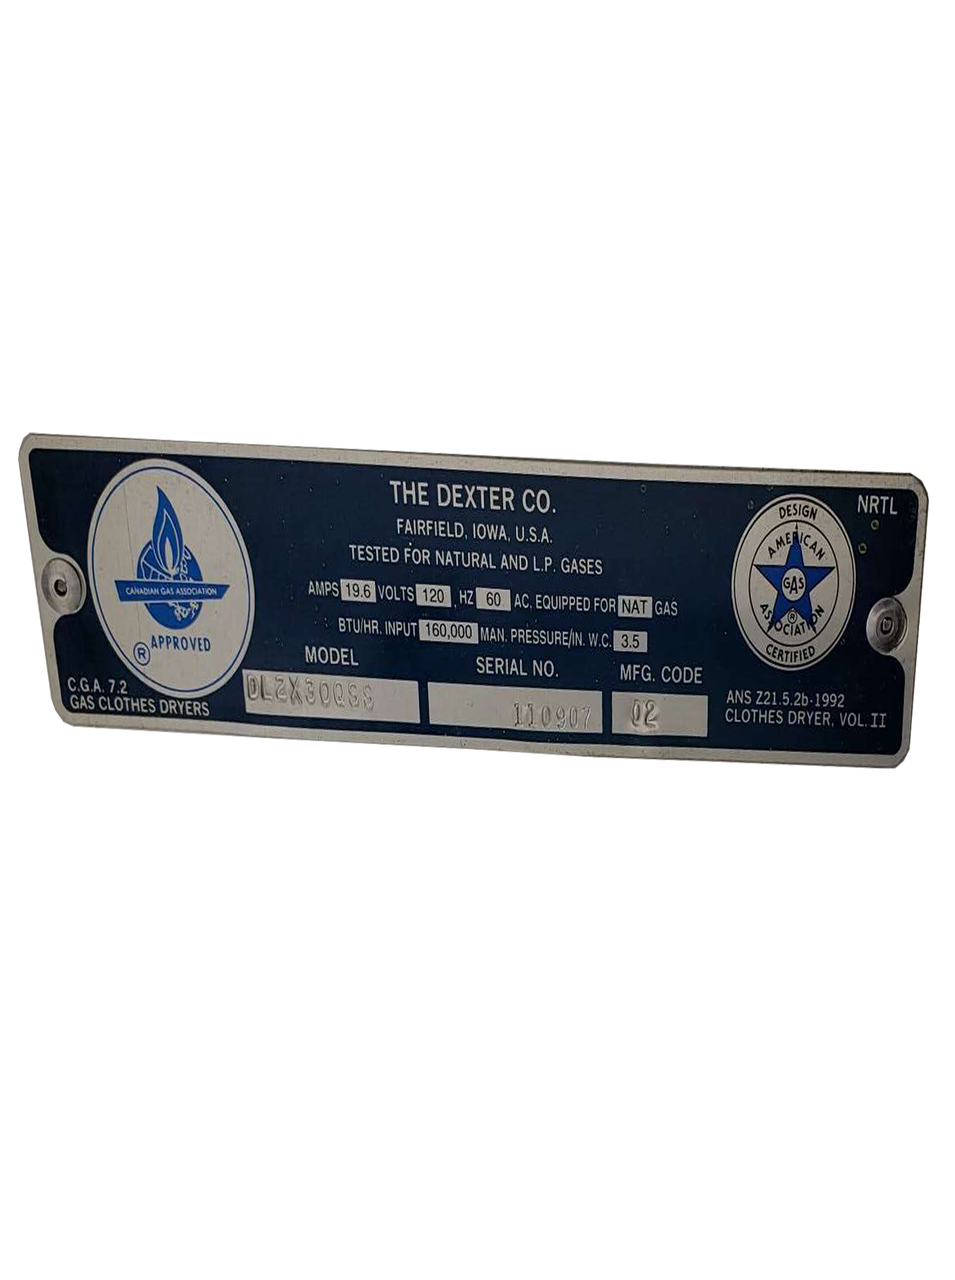 THE DEXTER CO.
FAIRFIELD, IOWA, U.S.A.
TESTED FOR NATURAL AND L.P. GASES
AMPS 19.6 VOLTS 120 HZ 60 AC. EQUIPPED FOR NAT GAS
BTU/HR. INPUT 160,000 MAN. PRESSURE/IN. W.C. 3.5
MODEL
SERIAL NO.
110907
MFG. CODE
02
CANADIAN GAS ASSOCIATION
® APPROVED
C.G.A. 7.2
GAS CLOTHES DRYERS
NRTL
DESIGN
AMERICAN
GAS
®
ASSOCIATION
CERTIFIED
ANS Z21.5.2b-1992
CLOTHES DRYER, VOL. II